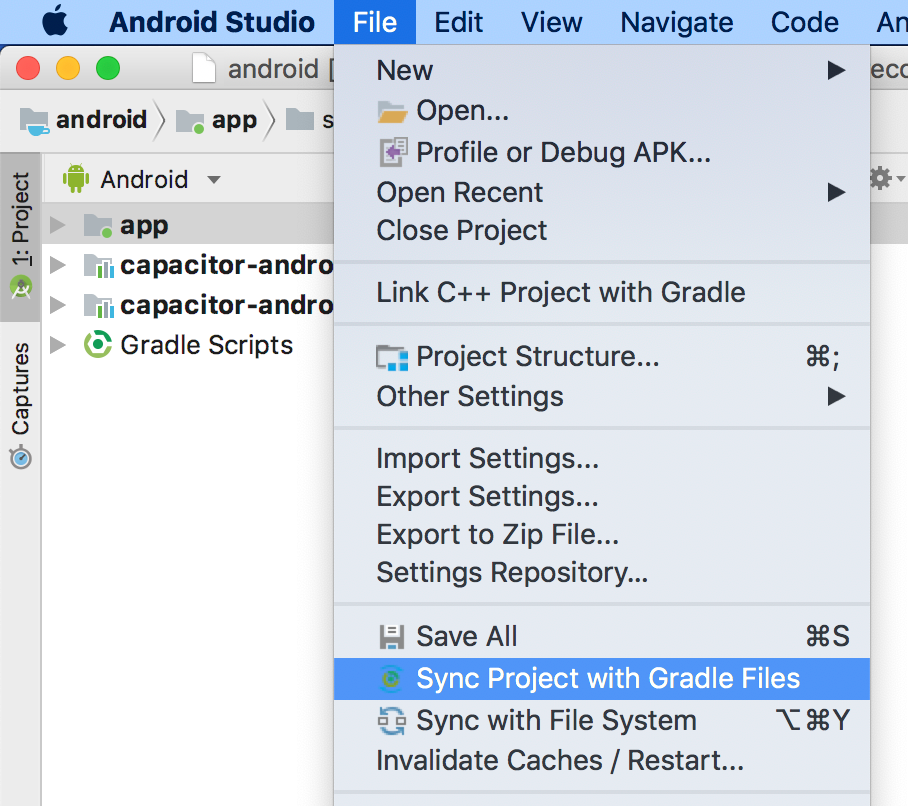 Android Studio File Edit View Navigate Code
android
android app
1: Project
Android
app
capacitor-andro
capacitor-andro
Gradle Scripts
Captures
New
Open...
Profile or Debug APK...
Open Recent
Close Project
Link C++ Project with Gradle
Project Structure... ⌘;
Other Settings
Import Settings...
Export Settings...
Export to Zip File...
Settings Repository...
Save All ⌘S
Sync Project with Gradle Files
Sync with File System ⌥⌘Y
Invalidate Caches / Restart...